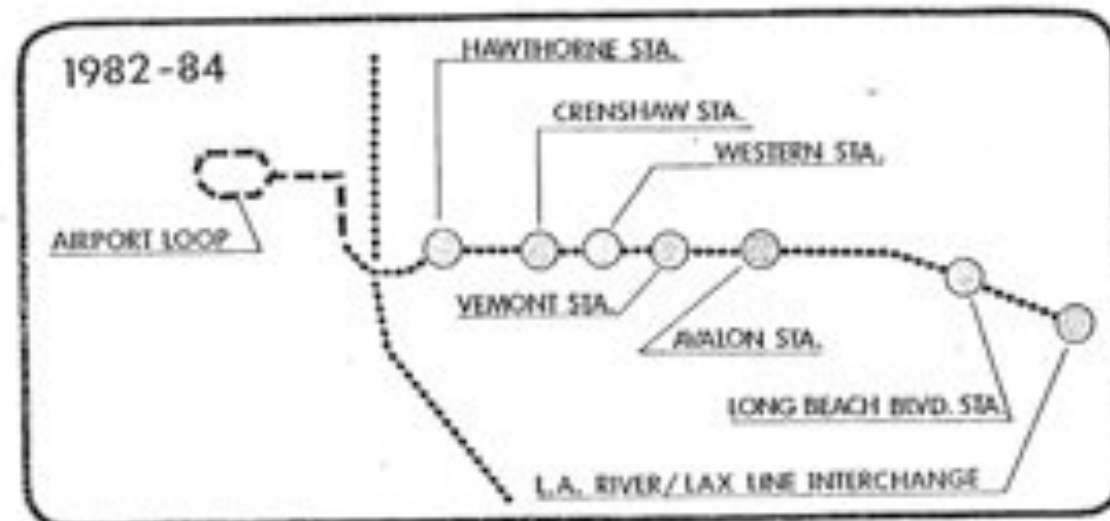 1982-84
HAWTHORNE STA.
CRENSHAW STA.
WESTERN STA.
AIRPORT LOOP
VEMONT STA.
AVALON STA.
LONG BEACH BLVD. STA.
L.A. RIVER/LAX LINE INTERCHANGE